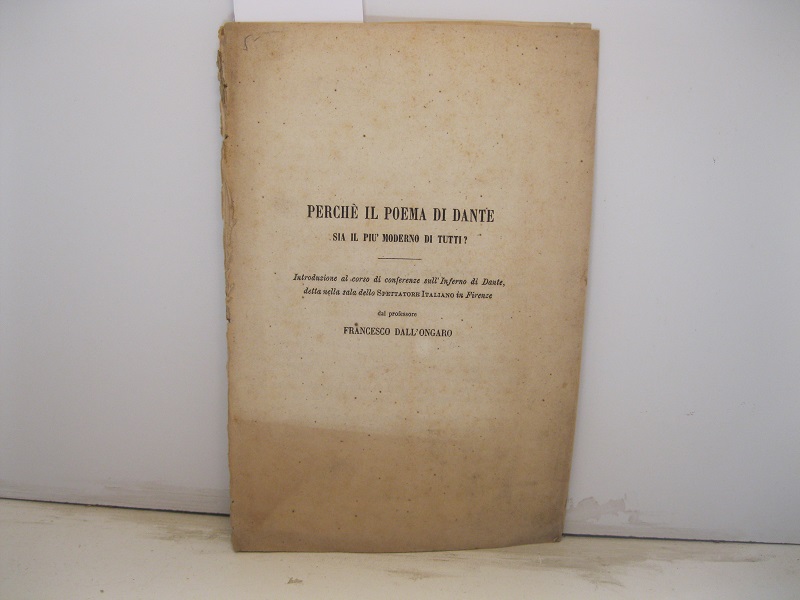 5
PERCHÈ IL POEMA DI DANTE
SIA IL PIU' MODERNO DI TUTTI?
Introduzione al corso di conferenze sull'Inferno di Dante,
detta nella sala dello SPETTATORE ITALIANO in Firenze
dal professore
FRANCESCO DALL'ONGARO